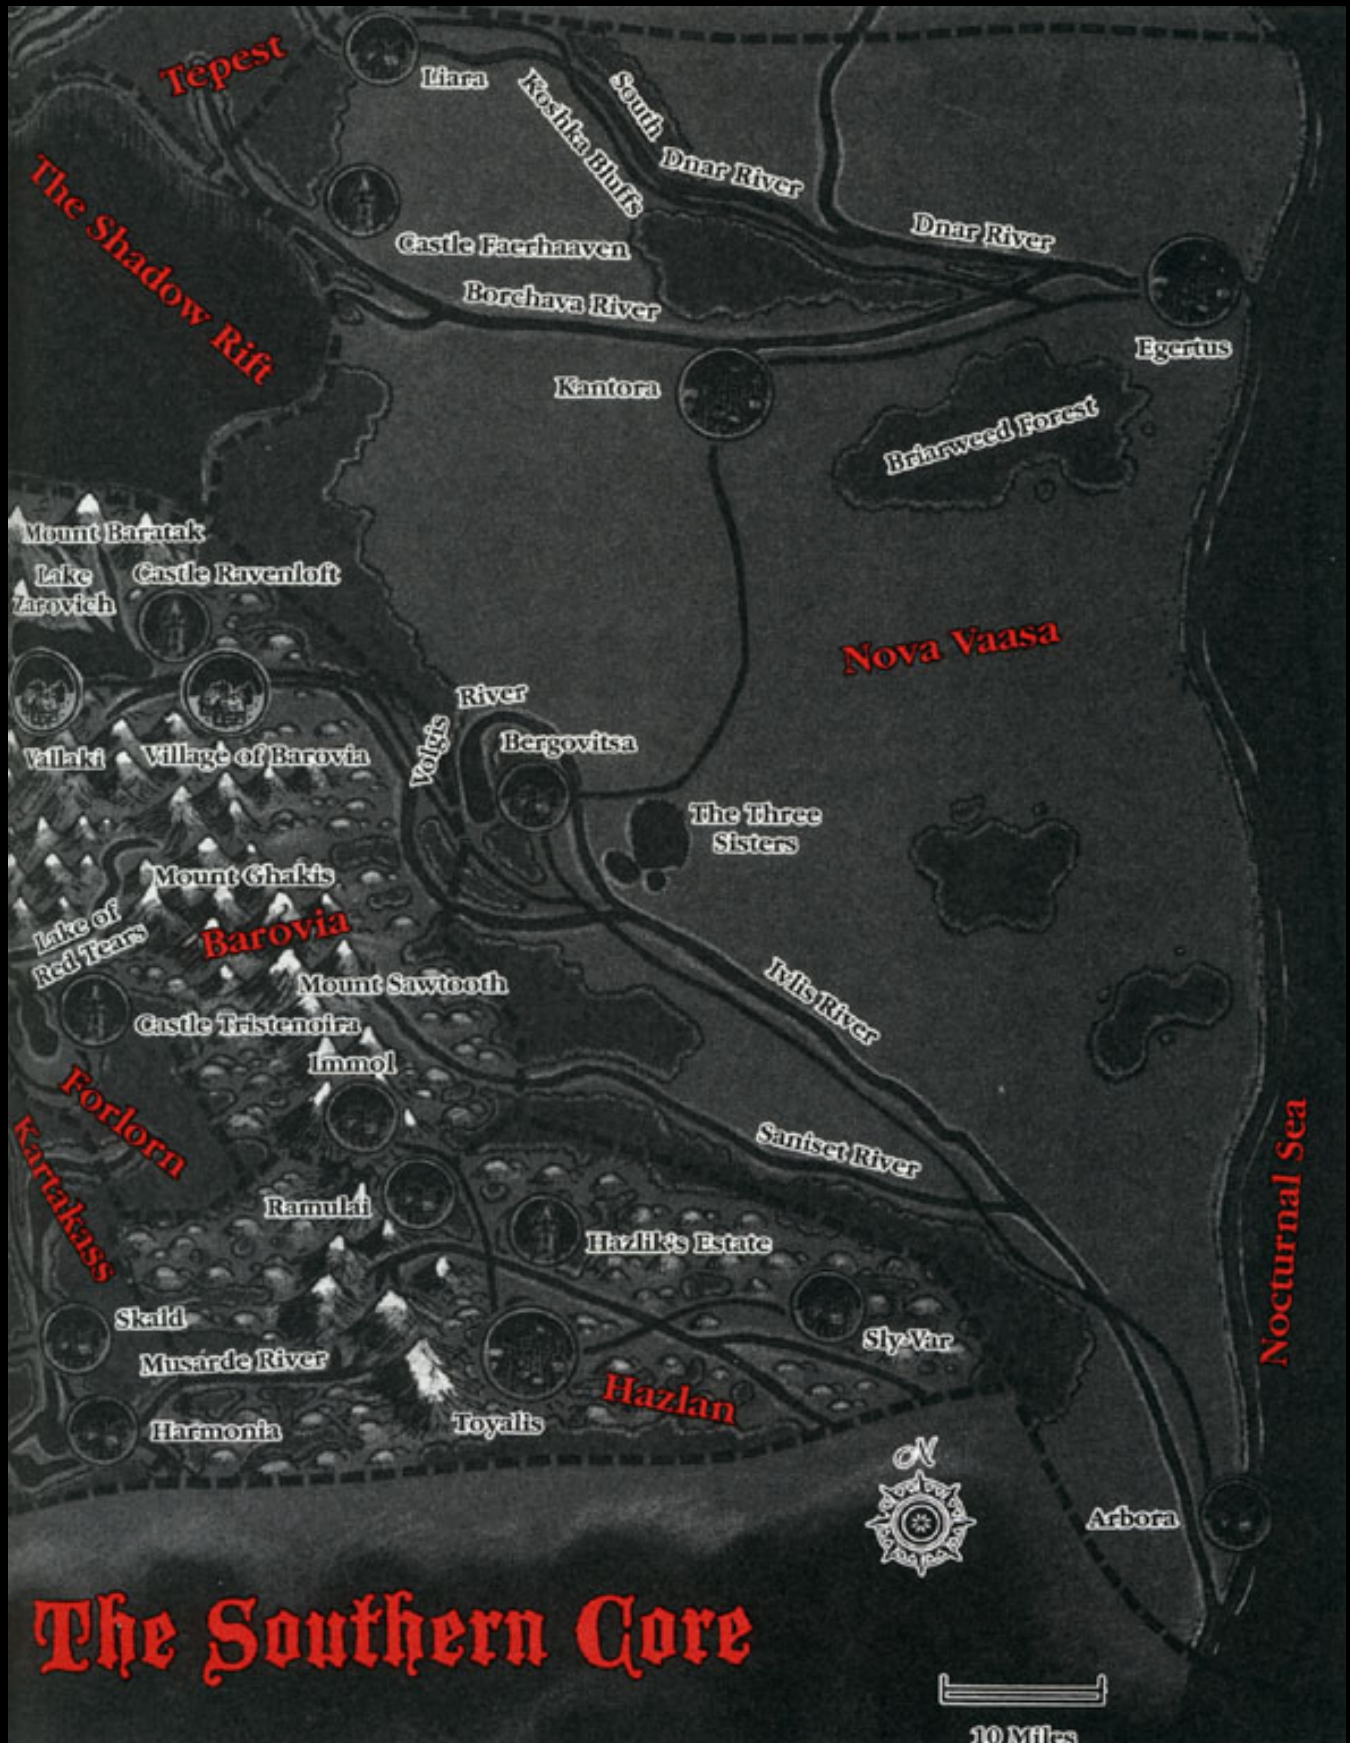 Tepest
Liara
South
Dnar River
Koshka Bluffs
The Shadow Rift
Castle Faerhaaven
Dnar River
Borchava River
Egertus
Kantora
Briarweed Forest
Mount Baratak
Lake
Zarovich
Castle Ravenloft
Nova Vaasa
Volgis
River
Bergovitsa
Vallaki
Village of Barovia
The Three
Sisters
Mount Ghakis
Lake of
Red Tears
Barovia
Mount Sawtooth
Ivlis River
Castle Tristenoira
Immol
Forlorn
Kartakass
Saniset River
Nocturnal Sea
Ramulai
Hazlik's Estate
Skald
Sly-Var
Musarde River
Hazlan
Harmonia
Toyalis
N
Arbora
The Southern Core
10 Miles